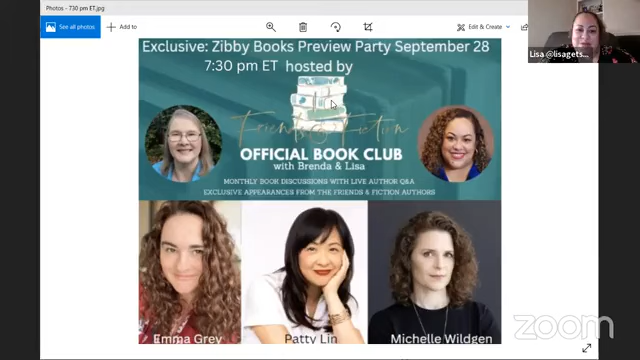 Photos - 730 pm ET.jpg
See all photos
Add to
Edit & Create
Lisa @lisagets...
Exclusive: Zibby Books Preview Party September 28
7:30 pm ET hosted by
Friends & Fiction
OFFICIAL BOOK CLUB
with Brenda & Lisa
MONTHLY BOOK DISCUSSIONS WITH LIVE AUTHOR Q&A
EXCLUSIVE APPEARANCES FROM THE FRIENDS & FICTION AUTHORS
Emma Grey
Patty Lin
Michelle Wildgen
zoom